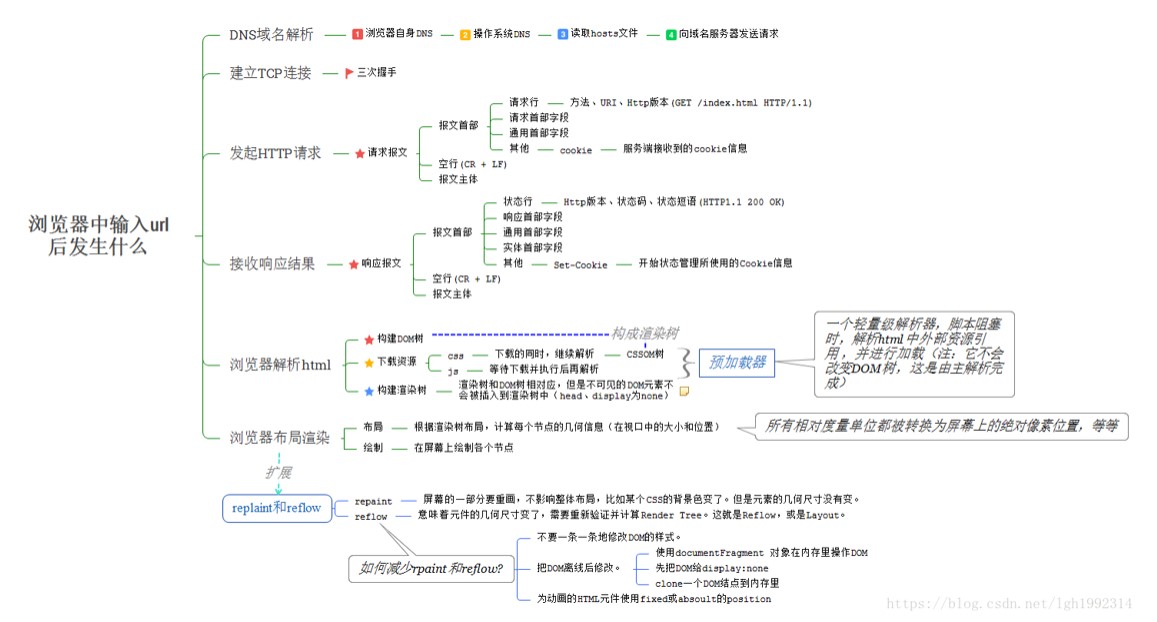 浏览器中输入url
后发生什么
DNS域名解析
1 浏览器自身DNS
2 操作系统DNS
3 读取hosts文件
4 向域名服务器发送请求
建立TCP连接
三次握手
发起HTTP请求
请求报文
报文首部
请求行
方法、URI、Http版本(GET /index.html HTTP/1.1)
请求首部字段
通用首部字段
其他
cookie
服务端接收到的cookie信息
空行(CR + LF)
报文主体
接收响应结果
响应报文
报文首部
状态行
Http版本、状态码、状态短语(HTTP1.1 200 OK)
响应首部字段
通用首部字段
实体首部字段
其他
Set-Cookie
开始状态管理所使用的Cookie信息
空行(CR + LF)
报文主体
浏览器解析html
构建DOM树
构成渲染树
下载资源
css
下载的同时，继续解析
CSSOM树
js
等待下载并执行后再解析
预加载器
一个轻量级解析器，脚本阻塞
时，解析html中外部资源引
用，并进行加载（注：它不会
改变DOM树，这是由主解析完
成）
构建渲染树
渲染树和DOM树相对应，但是不可见的DOM元素不
会被插入到渲染树中（head、display为none）
浏览器布局渲染
布局
根据渲染树布局，计算每个节点的几何信息（在视口中的大小和位置）
所有相对度量单位都被转换为屏幕上的绝对像素位置，等等
绘制
在屏幕上绘制各个节点
扩展
replaint和reflow
repaint
屏幕的一部分要重画，不影响整体布局，比如某个CSS的背景色变了。但是元素的几何尺寸没有变。
reflow
意味着元件的几何尺寸变了，需要重新验证并计算Render Tree。这就是Reflow，或是Layout。
如何减少rpaint和reflow?
不要一条一条地修改DOM的样式。
把DOM离线后修改。
使用documentFragment 对象在内存里操作DOM
先把DOM给display:none
clone一个DOM结点到内存里
为动画的HTML元件使用fixed或absoult的position
https://blog.csdn.net/lgh1992314